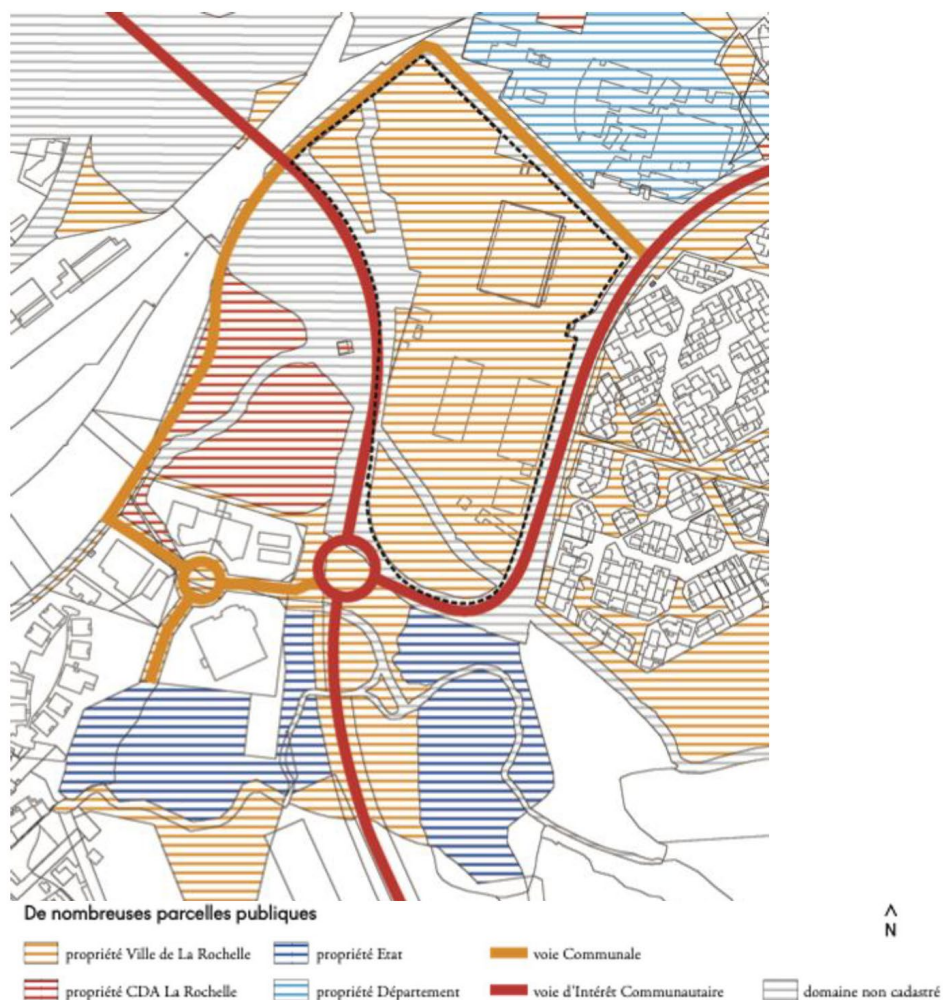 De nombreuses parcelles publiques
^
N
propriété Ville de La Rochelle propriété Etat voie Communale
propriété CDA La Rochelle propriété Département voie d'Intérêt Communautaire domaine non cadastré